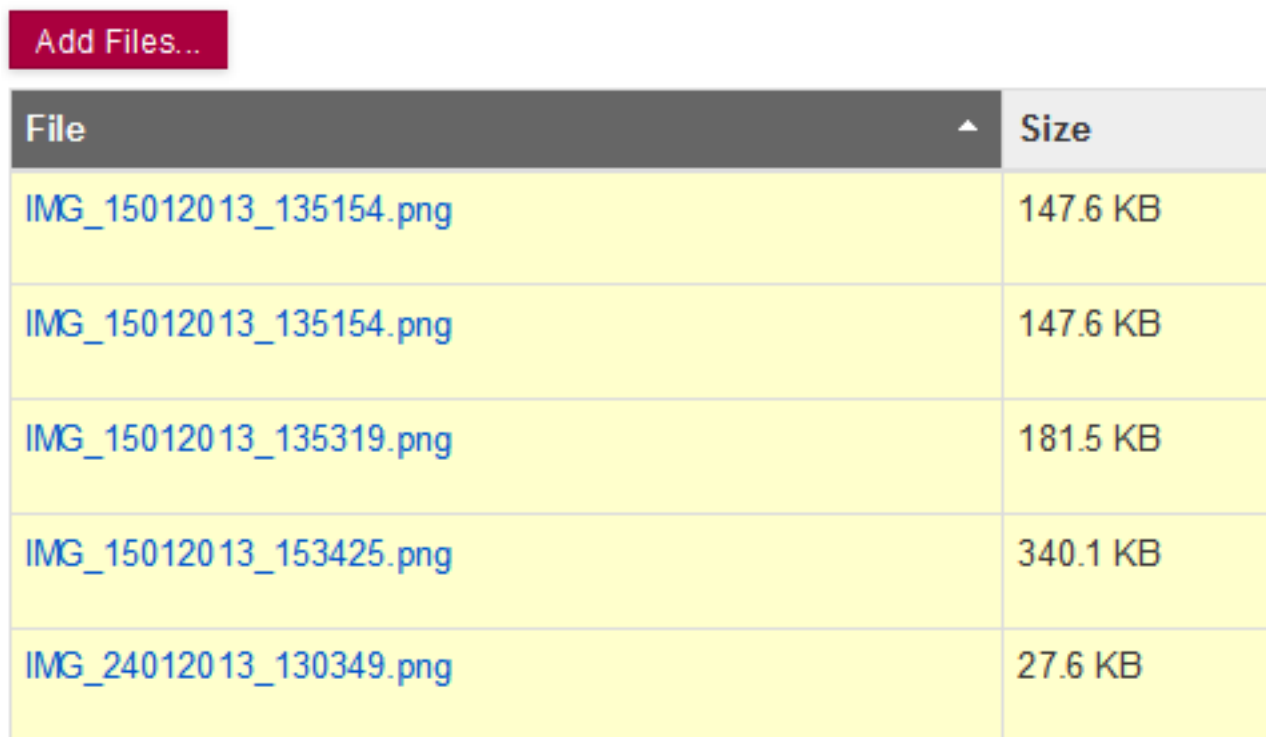 Add Files...
File Size
IMG_15012013_135154.png 147.6 KB
IMG_15012013_135154.png 147.6 KB
IMG_15012013_135319.png 181.5 KB
IMG_15012013_153425.png 340.1 KB
IMG_24012013_130349.png 27.6 KB